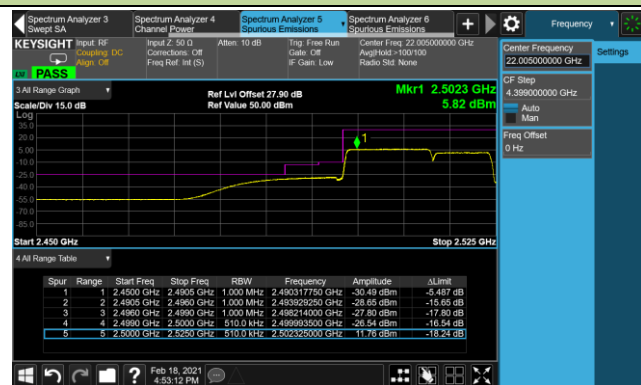 Spectrum Analyzer 3
Swept SA
Spectrum Analyzer 4
Channel Power
Spectrum Analyzer 5
Spurious Emissions
Spectrum Analyzer 6
Spurious Emissions
+
Frequency
KEYSIGHT
Input: RF
Coupling: DC
Align: Off
Input Z: 50 Ω
Corrections: Off
Freq Ref: Int (S)
Atten: 10 dB
Trig: Free Run
Gate: Off
IF Gain: Low
Center Freq: 22.005000000 GHz
Avg|Hold:>100/100
Radio Std: None
PASS
Center Frequency
22.005000000 GHz
Settings
CF Step
4.399000000 GHz
Auto
Man
Freq Offset
0 Hz
3 All Range Graph
Scale/Div 15.0 dB
Ref Lvl Offset 27.90 dB
Ref Value 50.00 dBm
Mkr1 2.5023 GHz
5.82 dBm
Log
35.0
20.0
5.00
-10.0
-25.0
-40.0
-55.0
-70.0
-85.0
1
Start 2.450 GHz
Stop 2.525 GHz
4 All Range Table
Spur Range Start Freq Stop Freq RBW Frequency Amplitude ΔLimit
1 1 2.4500 GHz 2.4905 GHz 1.000 MHz 2.490317750 GHz -30.49 dBm -5.487 dB
2 2 2.4905 GHz 2.4960 GHz 1.000 MHz 2.493929250 GHz -28.65 dBm -15.65 dB
3 3 2.4960 GHz 2.4990 GHz 1.000 MHz 2.498214000 GHz -27.80 dBm -17.80 dB
4 4 2.4990 GHz 2.5000 GHz 510.0 kHz 2.499993500 GHz -26.54 dBm -16.54 dB
5 5 2.5000 GHz 2.5250 GHz 510.0 kHz 2.502325000 GHz 11.76 dBm -18.24 dB
?
Feb 18, 2021
4:53:12 PM